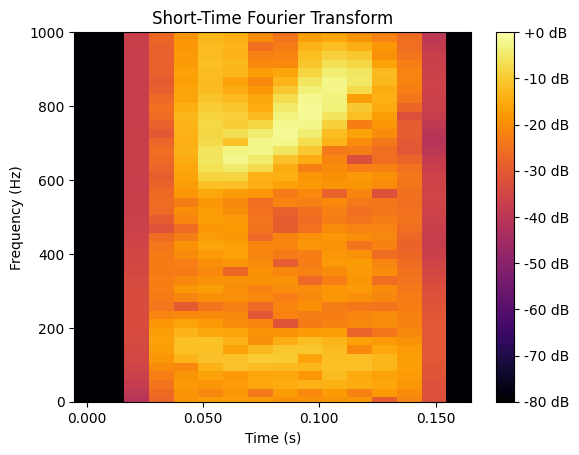 Short-Time Fourier Transform
1000
800
600
400
200
0
Frequency (Hz)
0.000
0.050
0.100
0.150
Time (s)
+0 dB
-10 dB
-20 dB
-30 dB
-40 dB
-50 dB
-60 dB
-70 dB
-80 dB